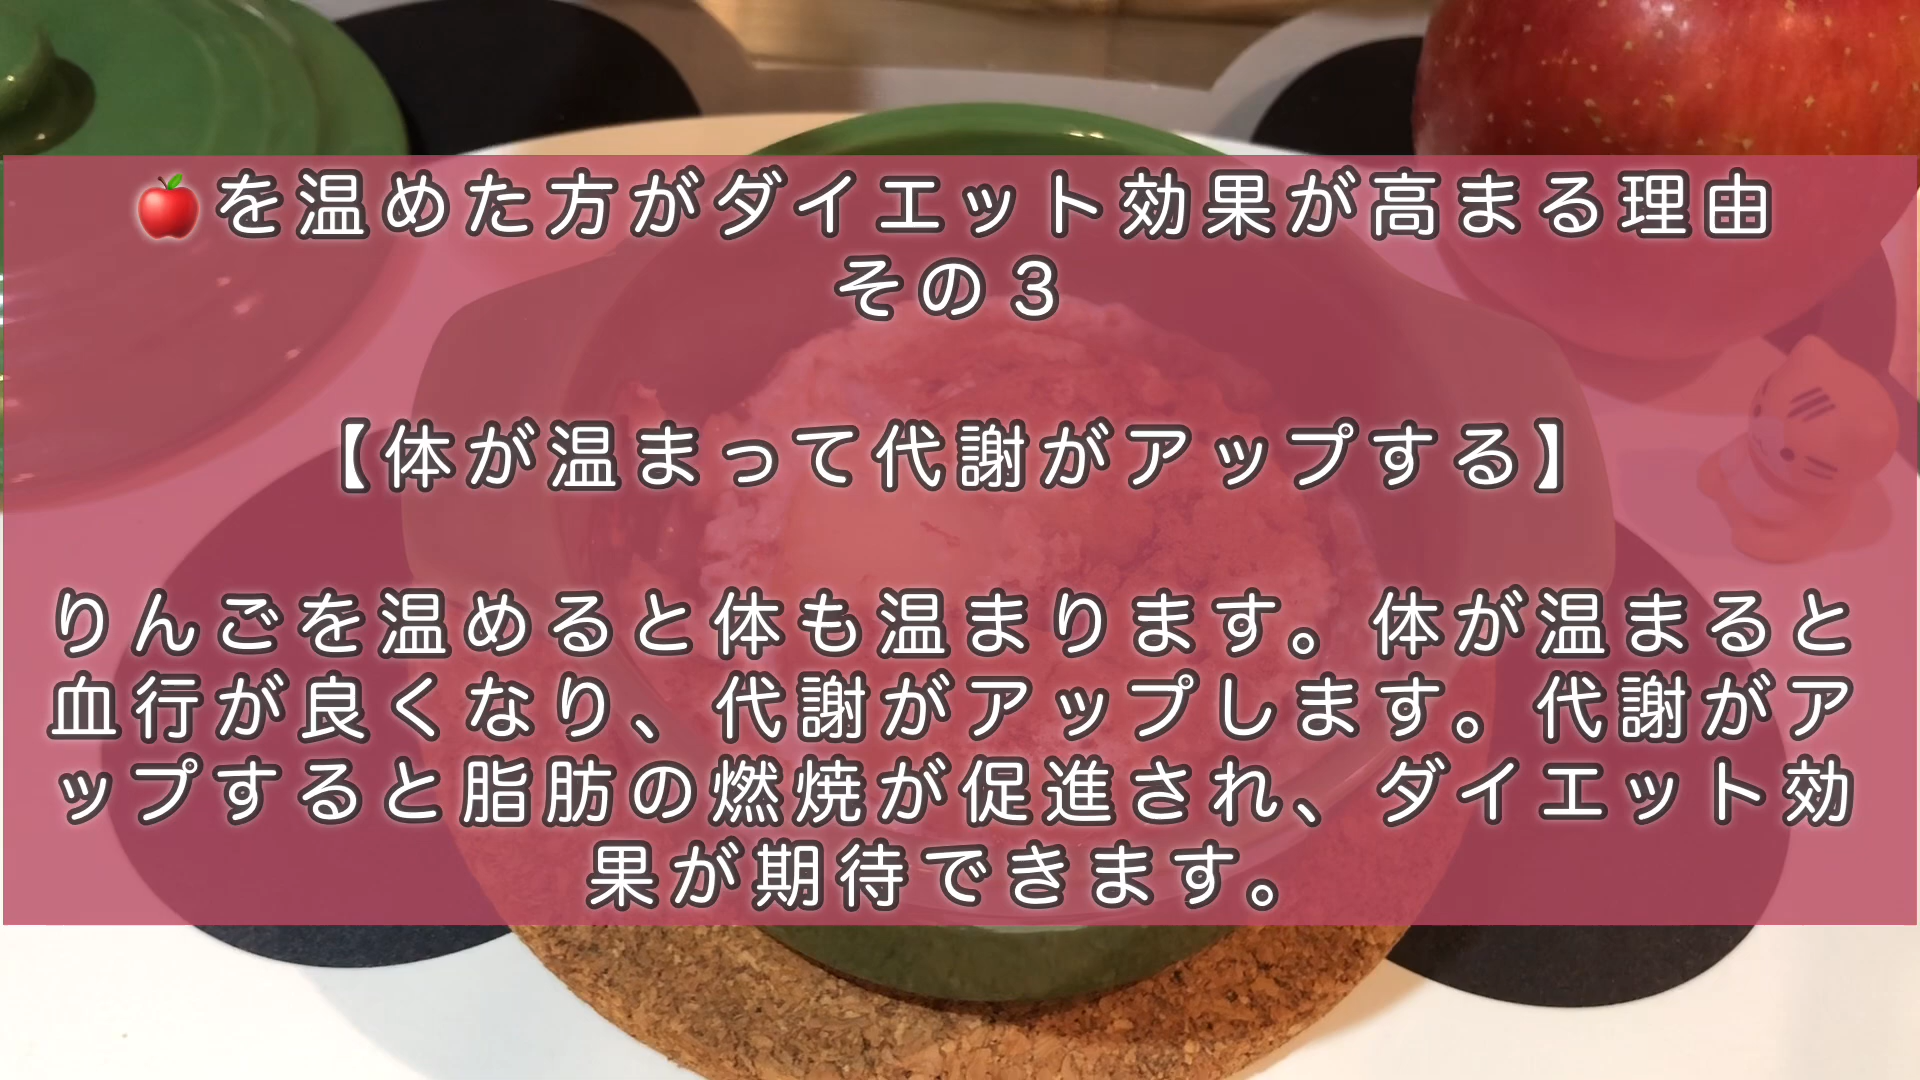 🍎を温めた方がダイエット効果が高まる理由
その３
【体が温まって代謝がアップする】
りんごを温めると体も温まります。体が温まると
血行が良くなり、代謝がアップします。代謝がア
ップすると脂肪の燃焼が促進され、ダイエット効
果が期待できます。